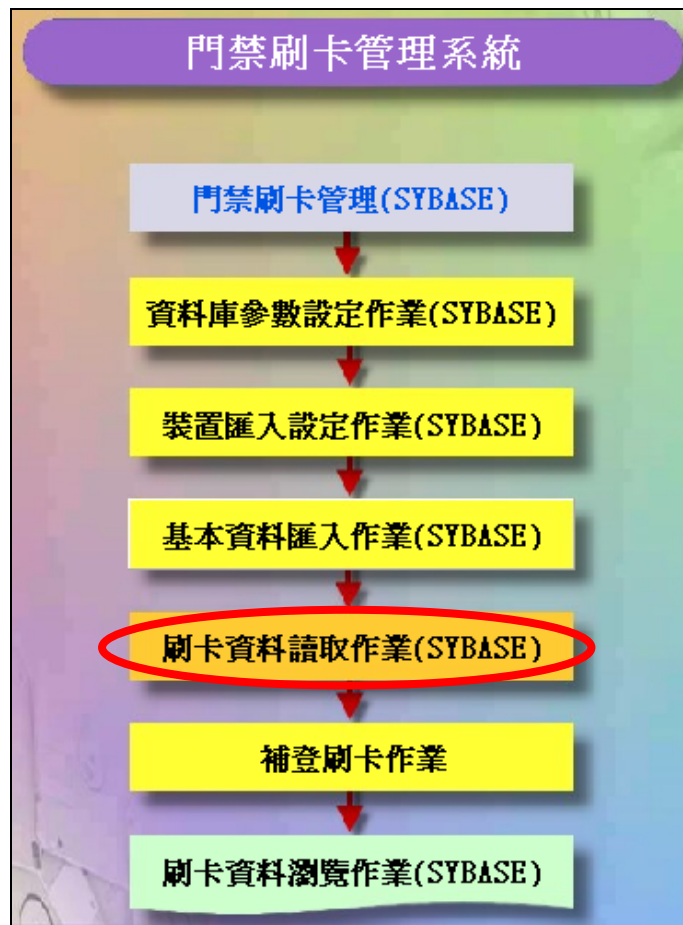 門禁刷卡管理系統
門禁刷卡管理(SYBASE)
資料庫參數設定作業(SYBASE)
裝置匯入設定作業(SYBASE)
基本資料匯入作業(SYBASE)
刷卡資料讀取作業(SYBASE)
補登刷卡作業
刷卡資料瀏覽作業(SYBASE)